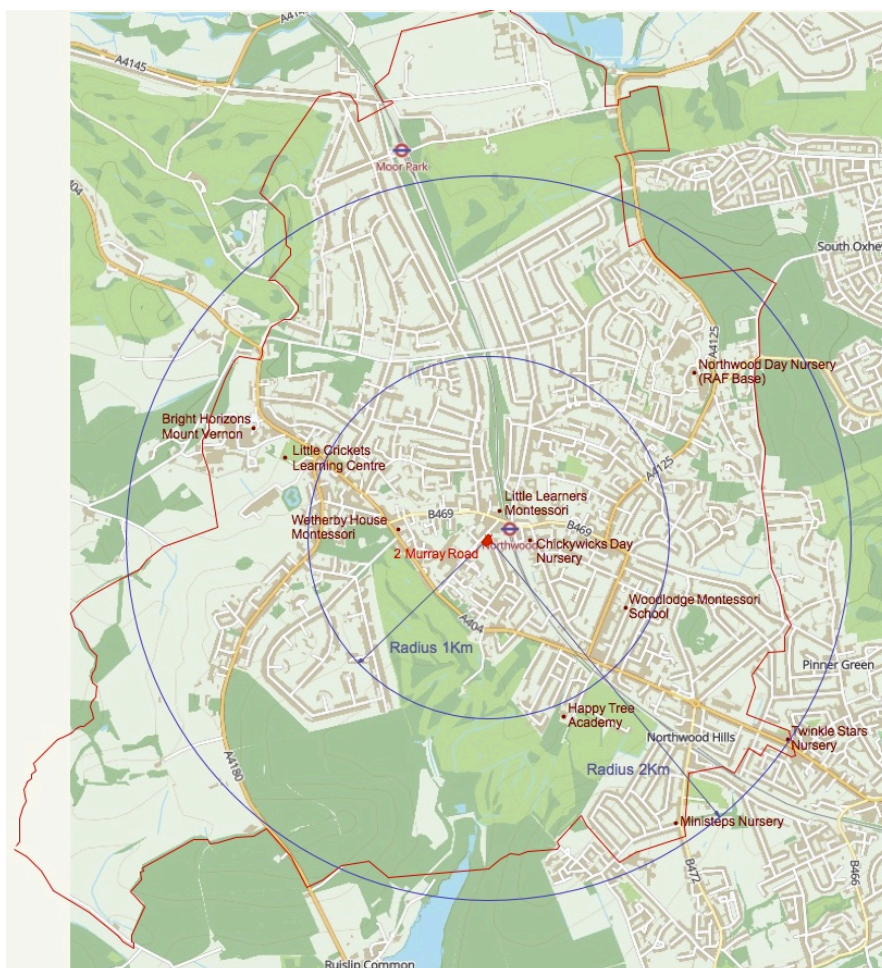 A4145
Moor Park
South Oxhe
A4125
Northwood Day Nursery
(RAF Base)
Bright Horizons
Mount Vernon
Little Crickets
Learning Centre
A4125
Little Learners
Montessori
B469
B469
Wetherby House
Montessori
2 Murray Road
Northwood
Chickywicks Day
Nursery
Woodlodge Montessori
School
A404
Radius 1Km
Pinner Green
Happy Tree
Academy
Northwood Hills
Twinkle Stars
Nursery
A4180
Radius 2Km
Ministeps Nursery
B472
B466
Ruislip Common